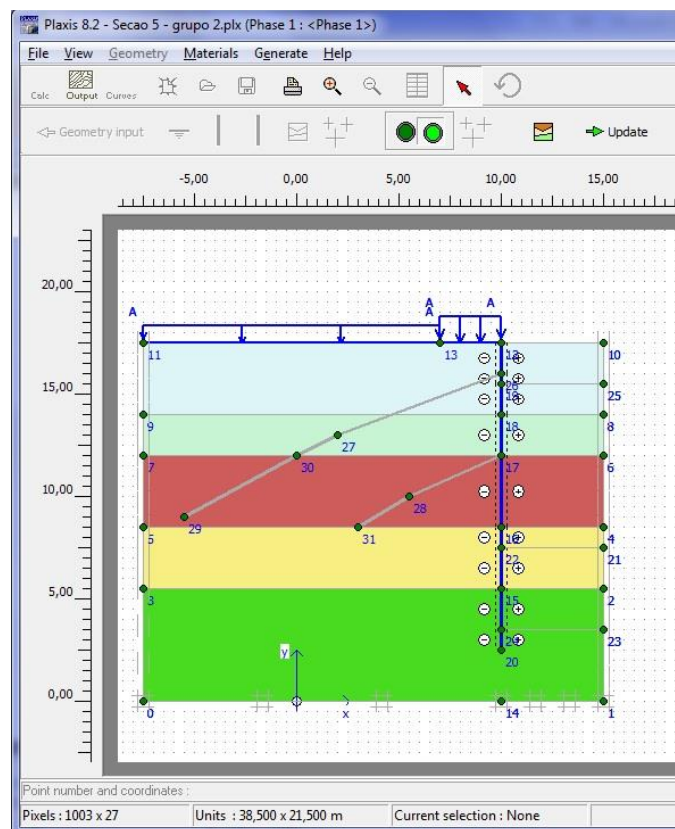 Plaxis 8.2 - Secao 5 - grupo 2.plx (Phase 1 : <Phase 1>)
File View Geometry Materials Generate Help
Calc Output Curves
Geometry input Update
-5,00 0,00 5,00 10,00 15,00
20,00
15,00
10,00
5,00
0,00
A A A A
11 13 12 10
26
19 25
9 18 8
27
7 30 17 6
28
29 31
5 16 4
22 21
3 15 2
24 23
20
y
x
0 14 1
Point number and coordinates :
Pixels : 1003 x 27 Units : 38,500 x 21,500 m Current selection : None